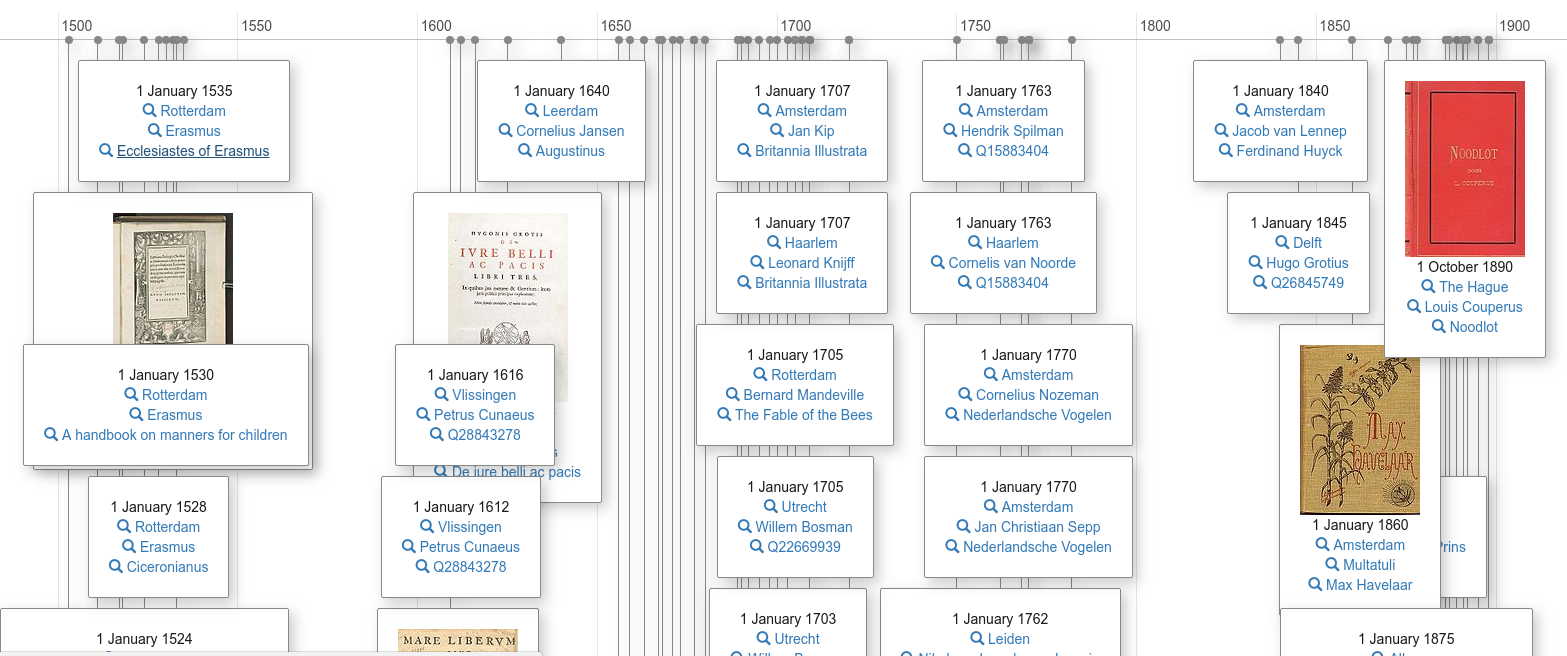 1500
1550
1600
1650
1700
1750
1800
1850
1900
1 January 1535
Rotterdam
Erasmus
Ecclesiastes of Erasmus
1 January 1530
Rotterdam
Erasmus
A handbook on manners for children
1 January 1528
Rotterdam
Erasmus
Ciceronianus
1 January 1524
1 January 1640
Leerdam
Cornelius Jansen
Augustinus
HVGONIS GROTII
DE
IVRE BELLI
AC PACIS
LIBRI TRES.
1 January 1616
Vlissingen
Petrus Cunaeus
Q28843278
De iure belli ac pacis
1 January 1612
Vlissingen
Petrus Cunaeus
Q28843278
MARE LIBERVM
1 January 1707
Amsterdam
Jan Kip
Britannia Illustrata
1 January 1707
Haarlem
Leonard Knijff
Britannia Illustrata
1 January 1705
Rotterdam
Bernard Mandeville
The Fable of the Bees
1 January 1705
Utrecht
Willem Bosman
Q22669939
1 January 1703
Utrecht
1 January 1763
Amsterdam
Hendrik Spilman
Q15883404
1 January 1763
Haarlem
Cornelis van Noorde
Q15883404
1 January 1770
Amsterdam
Cornelius Nozeman
Nederlandsche Vogelen
1 January 1770
Amsterdam
Jan Christiaan Sepp
Nederlandsche Vogelen
1 January 1762
Leiden
1 January 1840
Amsterdam
Jacob van Lennep
Ferdinand Huyck
1 January 1845
Delft
Hugo Grotius
Q26845749
NOODLOT
DOOR
L. COUPERUS
1 October 1890
The Hague
Louis Couperus
Noodlot
MAX
HAVELAAR
1 January 1860
Amsterdam
Multatuli
Max Havelaar
Prins
1 January 1875